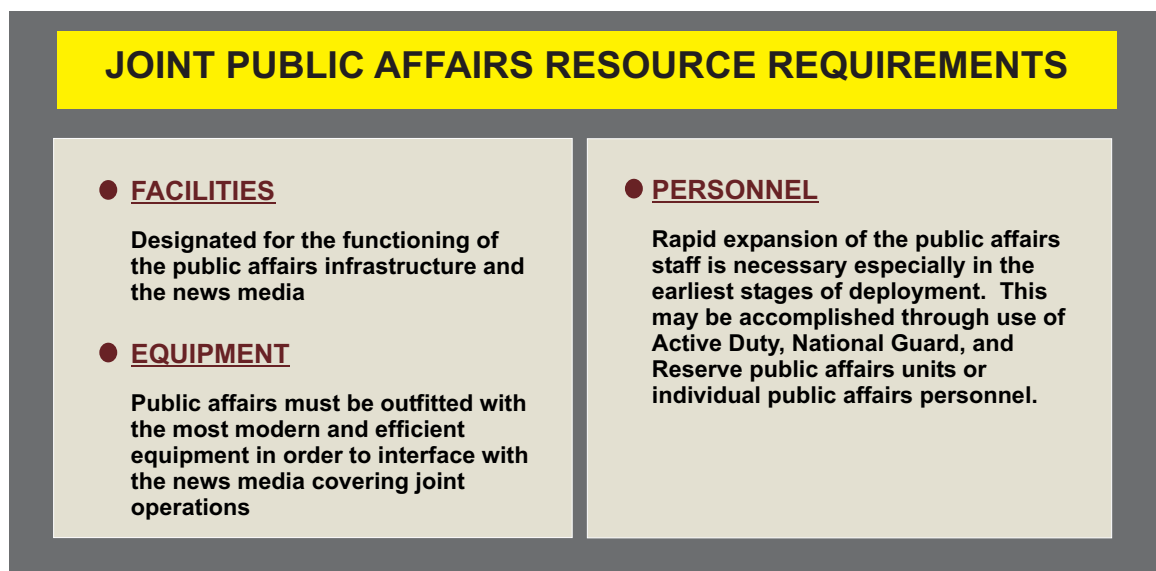 JOINT PUBLIC AFFAIRS RESOURCE REQUIREMENTS
FACILITIES
Designated for the functioning of
the public affairs infrastructure and
the news media
EQUIPMENT
Public affairs must be outfitted with
the most modern and efficient
equipment in order to interface with
the news media covering joint
operations
PERSONNEL
Rapid expansion of the public affairs
staff is necessary especially in the
earliest stages of deployment.  This
may be accomplished through use of
Active Duty, National Guard, and
Reserve public affairs units or
individual public affairs personnel.